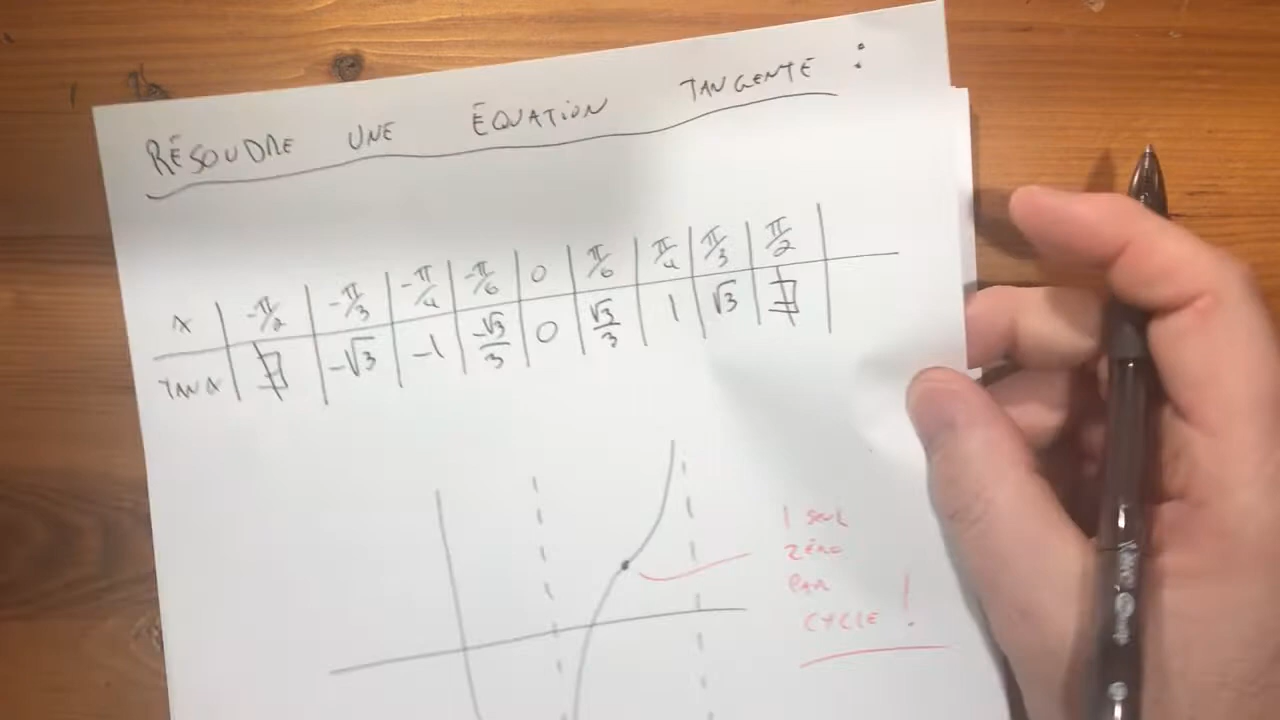 RÉSOUDRE UNE ÉQUATION TANGENTE :
x | -π/2 | -π/3 | -π/4 | -π/6 | 0 | π/6 | π/4 | π/3 | π/2 |
TAN x | ∄ | -√3 | -1 | -√3/3 | 0 | √3/3 | 1 | √3 | ∄ |
1 SEUL
ZÉRO
PAR
CYCLE !